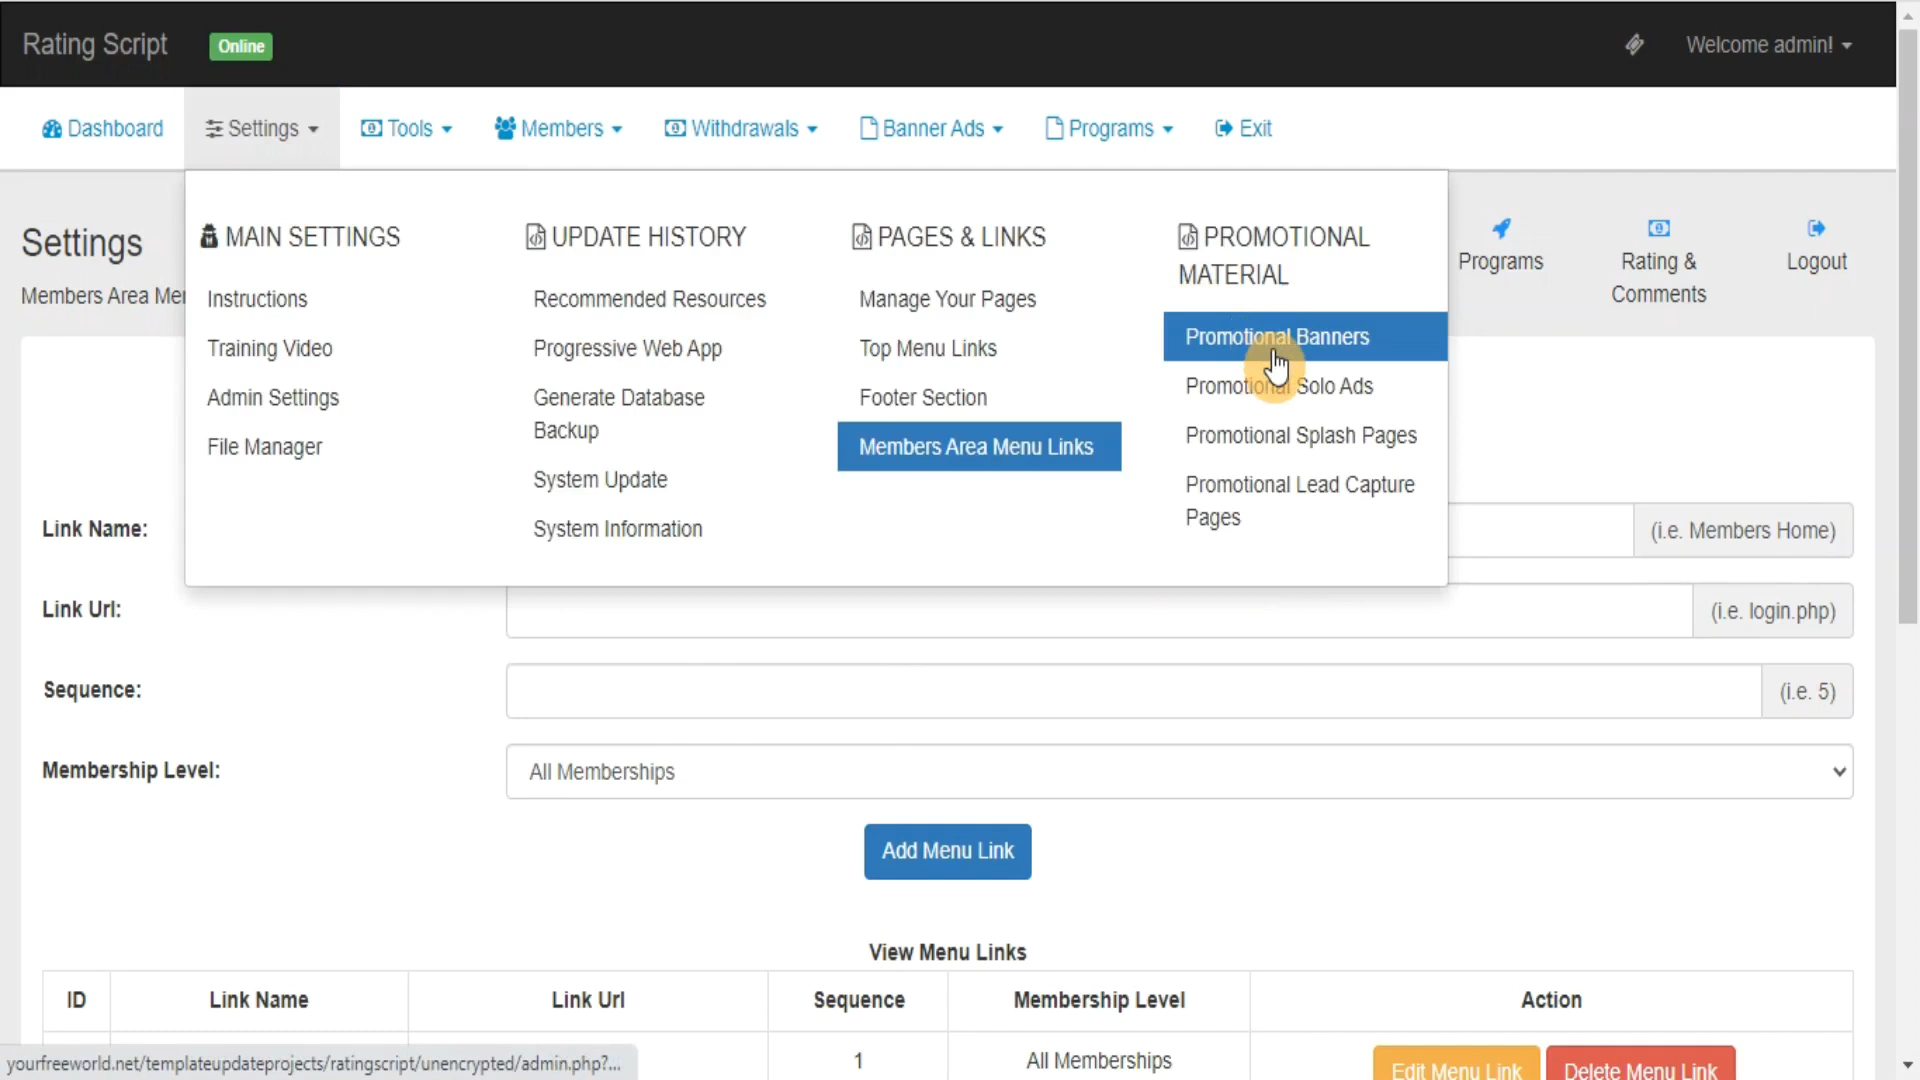 Rating Script
Online
Welcome admin!
Dashboard
Settings
Tools
Members
Withdrawals
Banner Ads
Programs
Exit
Settings
Members Area Me
Programs
Rating &
Comments
Logout
MAIN SETTINGS
Instructions
Training Video
Admin Settings
File Manager
UPDATE HISTORY
Recommended Resources
Progressive Web App
Generate Database
Backup
System Update
System Information
PAGES & LINKS
Manage Your Pages
Top Menu Links
Footer Section
Members Area Menu Links
PROMOTIONAL
MATERIAL
Promotional Banners
Promotional Solo Ads
Promotional Splash Pages
Promotional Lead Capture
Pages
Link Name:
(i.e. Members Home)
Link Url:
(i.e. login.php)
Sequence:
(i.e. 5)
Membership Level:
All Memberships
Add Menu Link
View Menu Links
ID
Link Name
Link Url
Sequence
Membership Level
Action
1
All Memberships
Edit Menu Link
Delete Menu Link
yourfreeworld.net/templateupdateprojects/ratingscript/unencrypted/admin.php?...